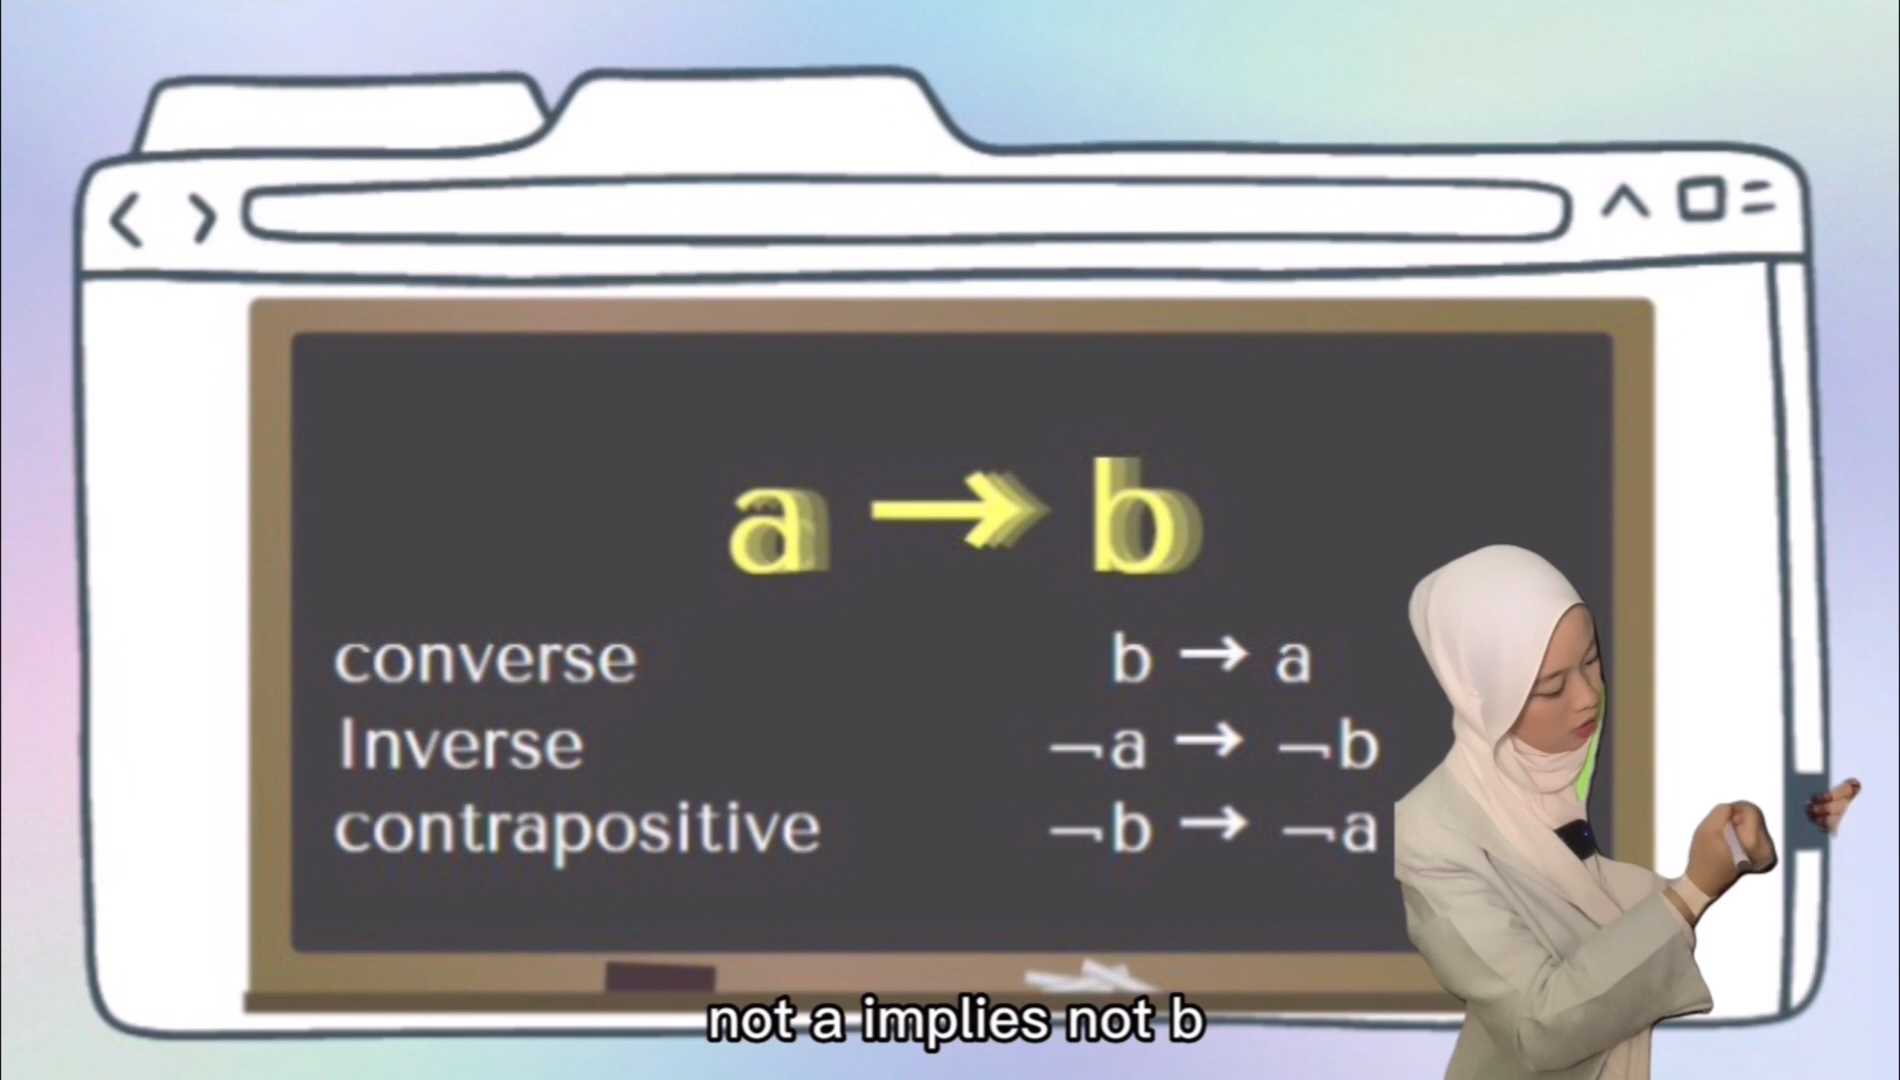 a → b
converse b → a
Inverse ¬a → ¬b
contrapositive ¬b → ¬a
not a implies not b